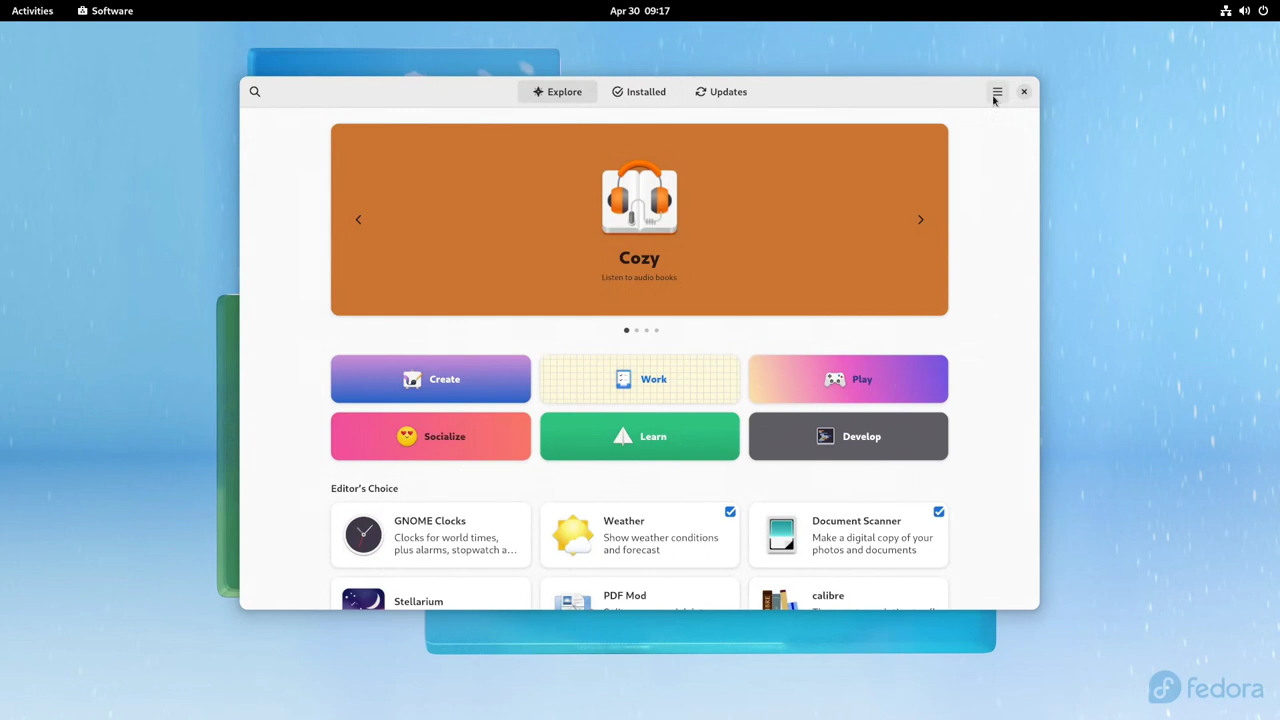 Activities
Software
Apr 30 09:17
Explore
Installed
Updates
Cozy
Listen to audio books
Create
Work
Play
Socialize
Learn
Develop
Editor's Choice
GNOME Clocks
Clocks for world times,
plus alarms, stopwatch a...
Weather
Show weather conditions
and forecast
Document Scanner
Make a digital copy of your
photos and documents
Stellarium
PDF Mod
calibre
fedora